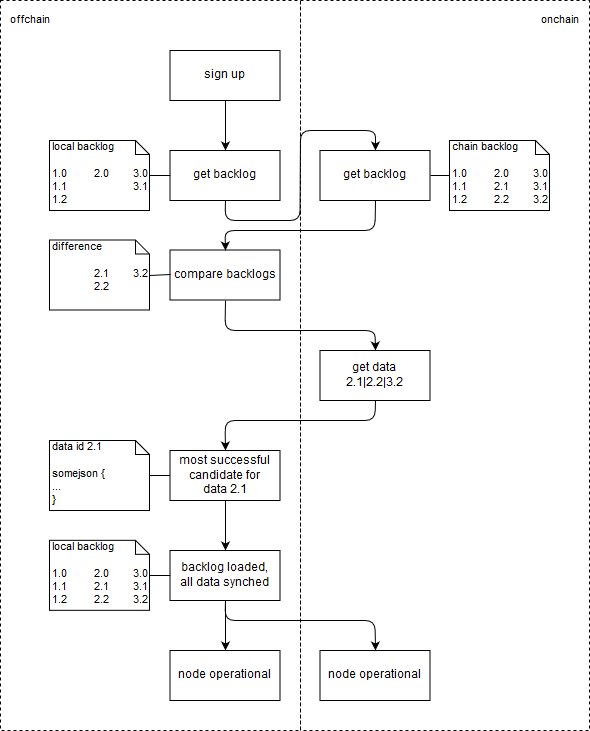 offchain
onchain
sign up
local backlog
1.0 2.0 3.0
1.1 3.1
1.2
get backlog
get backlog
chain backlog
1.0 2.0 3.0
1.1 2.1 3.1
1.2 2.2 3.2
difference
2.1 3.2
2.2
compare backlogs
get data
2.1|2.2|3.2
data id 2.1
somejson {
...
}
most successful
candidate for
data 2.1
local backlog
1.0 2.0 3.0
1.1 2.1 3.1
1.2 2.2 3.2
backlog loaded,
all data synched
node operational
node operational